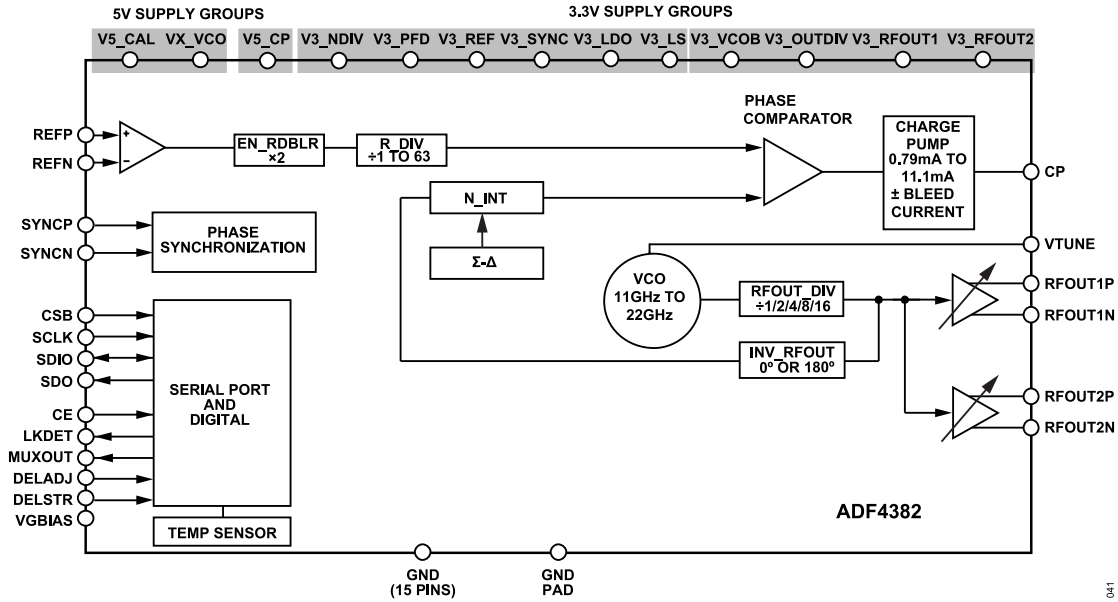 5V SUPPLY GROUPS
3.3V SUPPLY GROUPS
V5_CAL
VX_VCO
V5_CP
V3_NDIV
V3_PFD
V3_REF
V3_SYNC
V3_LDO
V3_LS
V3_VCOB
V3_OUTDIV
V3_RFOUT1
V3_RFOUT2
REFP
REFN
+
–
EN_RDBLR
×2
R_DIV
÷1 TO 63
PHASE
COMPARATOR
CHARGE
PUMP
0.79mA TO
11.1mA
± BLEED
CURRENT
CP
N_INT
Σ-Δ
SYNCP
SYNCN
PHASE
SYNCHRONIZATION
VTUNE
VCO
11GHz TO
22GHz
RFOUT_DIV
÷1/2/4/8/16
INV_RFOUT
0º OR 180º
RFOUT1P
RFOUT1N
RFOUT2P
RFOUT2N
CSB
SCLK
SDIO
SDO
CE
LKDET
MUXOUT
DELADJ
DELSTR
VGBIAS
SERIAL PORT
AND
DIGITAL
TEMP SENSOR
ADF4382
GND
(15 PINS)
GND
PAD
041